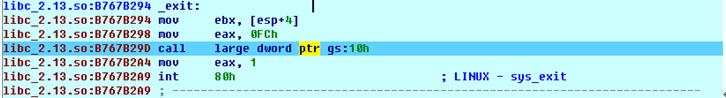 libc_2.13.so:B767B294 _exit:
libc_2.13.so:B767B294 mov ebx, [esp+4]
libc_2.13.so:B767B298 mov eax, 0FCh
libc_2.13.so:B767B29D call large dword ptr gs:10h
libc_2.13.so:B767B2A4 mov eax, 1
libc_2.13.so:B767B2A9 int 80h ; LINUX - sys_exit
libc_2.13.so:B767B2A9 ; ---------------------------------------------------------------------------